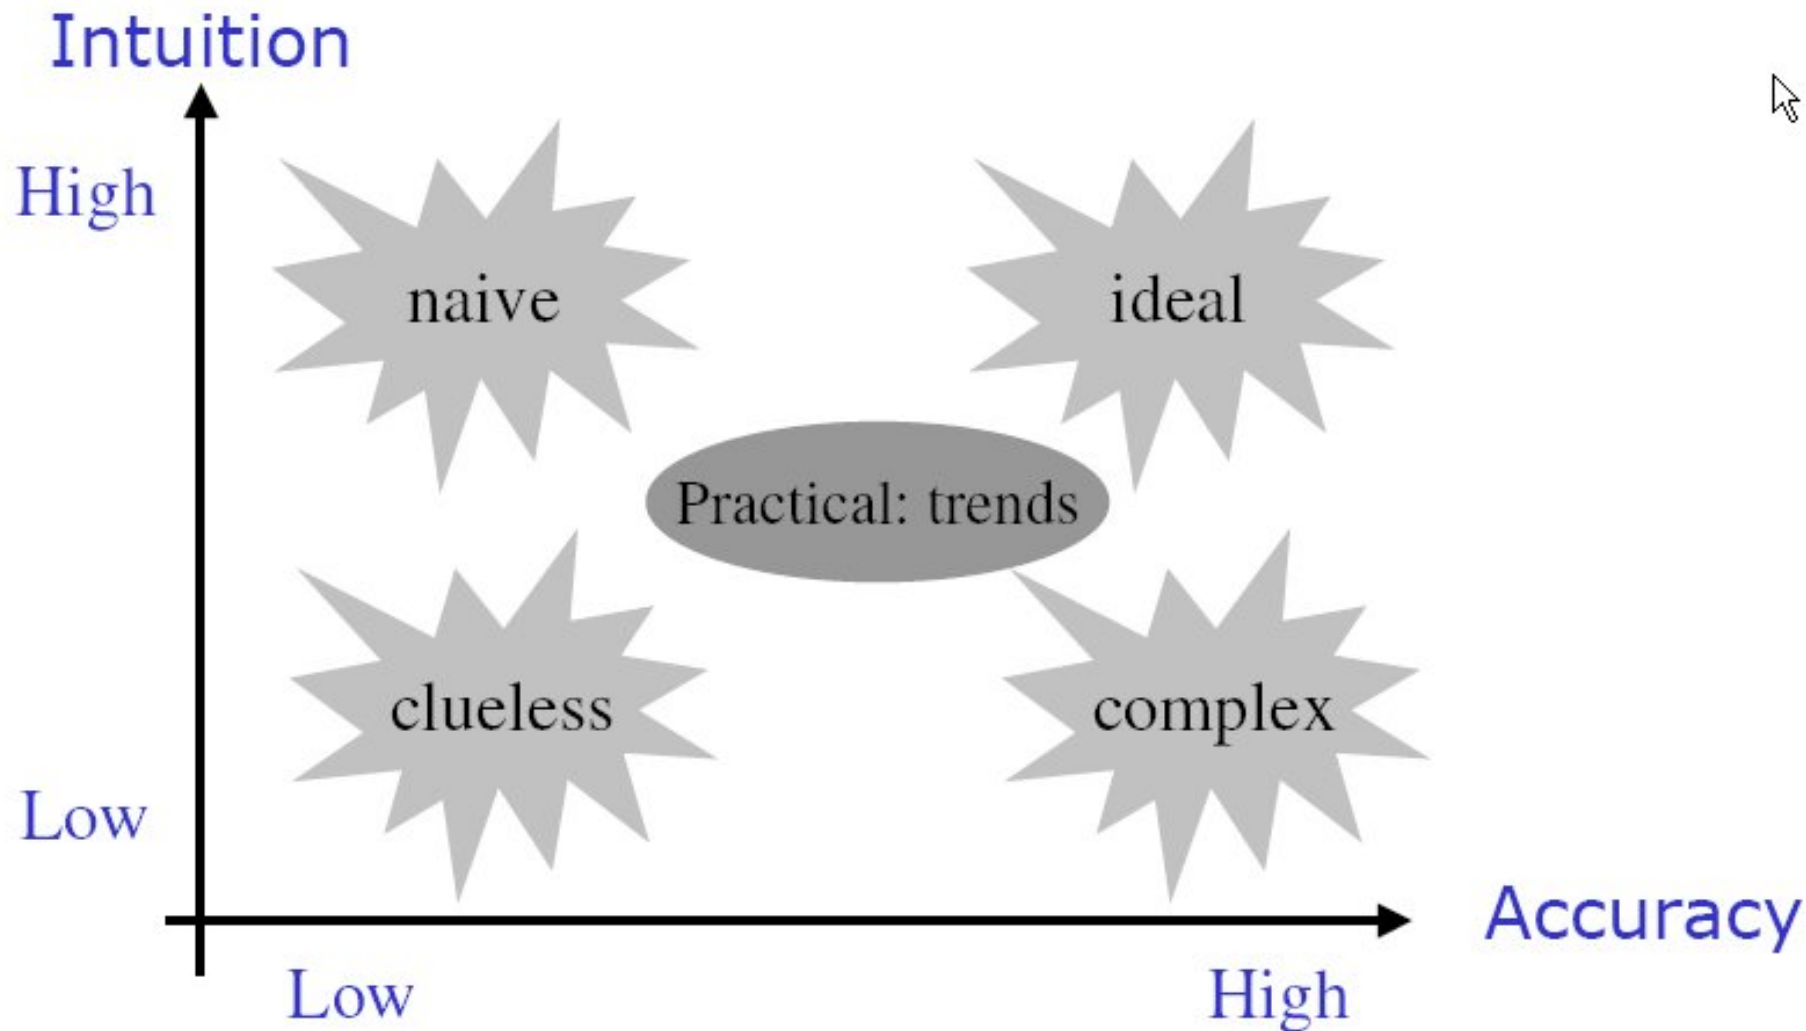 Intuition
High
naive
ideal
Practical: trends
clueless
complex
Low
Accuracy
Low
High